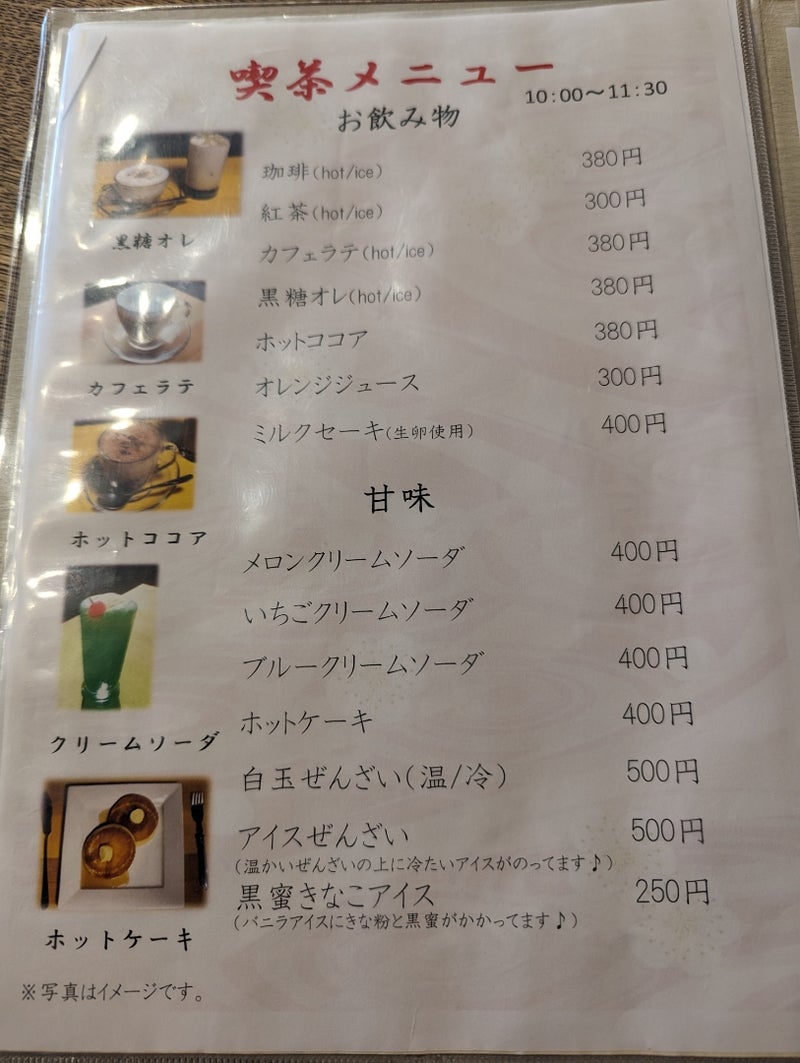 喫茶メニュー
10:00～11:30
お飲み物
珈琲(hot/ice) 380円
紅茶(hot/ice) 300円
カフェラテ(hot/ice) 380円
黒糖オレ(hot/ice) 380円
ホットココア 380円
オレンジジュース 300円
ミルクセーキ(生卵使用) 400円
甘味
メロンクリームソーダ 400円
いちごクリームソーダ 400円
ブルークリームソーダ 400円
ホットケーキ 400円
白玉ぜんざい(温/冷) 500円
アイスぜんざい 500円
(温かいぜんざいの上に冷たいアイスがのってます♪)
黒蜜きなこアイス 250円
(バニラアイスにきな粉と黒蜜がかかってます♪)
黒糖オレ
カフェラテ
ホットココア
クリームソーダ
ホットケーキ
※写真はイメージです。